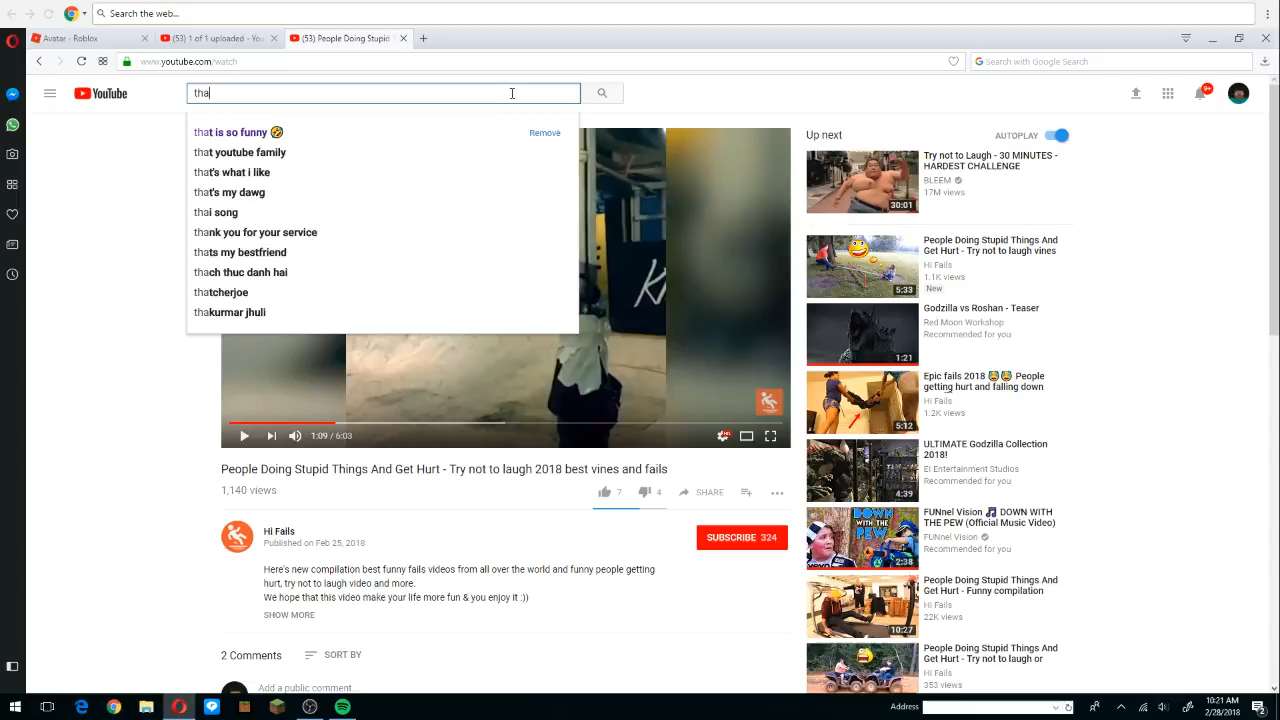 Search the web...
Avatar - Roblox
(53) 1 of 1 uploaded - You
(53) People Doing Stupid
www.youtube.com/watch
Search with Google Search
YouTube
tha
9+
that is so funny 🤣
Remove
that youtube family
that's what i like
that's my dawg
thai song
thank you for your service
thats my bestfriend
thach thuc danh hai
thatcherjoe
thakurmar jhuli
1:09 / 6:03
HD
People Doing Stupid Things And Get Hurt - Try not to laugh 2018 best vines and fails
1,140 views
7
4
SHARE
Hi Fails
Published on Feb 25, 2018
SUBSCRIBE 324
Here's new compilation best funny fails videos from all over the world and funny people getting
hurt, try not to laugh video and more.
We hope that this video make your life more fun & you enjoy it :))
SHOW MORE
2 Comments
SORT BY
Add a public comment...
Up next
AUTOPLAY
Try not to Laugh - 30 MINUTES -
HARDEST CHALLENGE
BLEEM
17M views
30:01
People Doing Stupid Things And
Get Hurt - Try not to laugh vines
Hi Fails
1.1K views
New
5:33
Godzilla vs Roshan - Teaser
Red Moon Workshop
Recommended for you
1:21
Epic fails 2018 😰😰 People
getting hurt and falling down
Hi Fails
1.2K views
5:12
ULTIMATE Godzilla Collection
2018!
EI Entertainment Studios
Recommended for you
4:39
FUNnel Vision 🎵 DOWN WITH
THE PEW (Official Music Video)
FUNnel Vision
Recommended for you
DOWN
WITH THE
PEW
2:38
People Doing Stupid Things And
Get Hurt - Funny compilation
Hi Fails
22K views
10:27
People Doing Stupid Things And
Get Hurt - Try not to laugh or
Hi Fails
353 views
Address
10:21 AM
2/28/2018
2